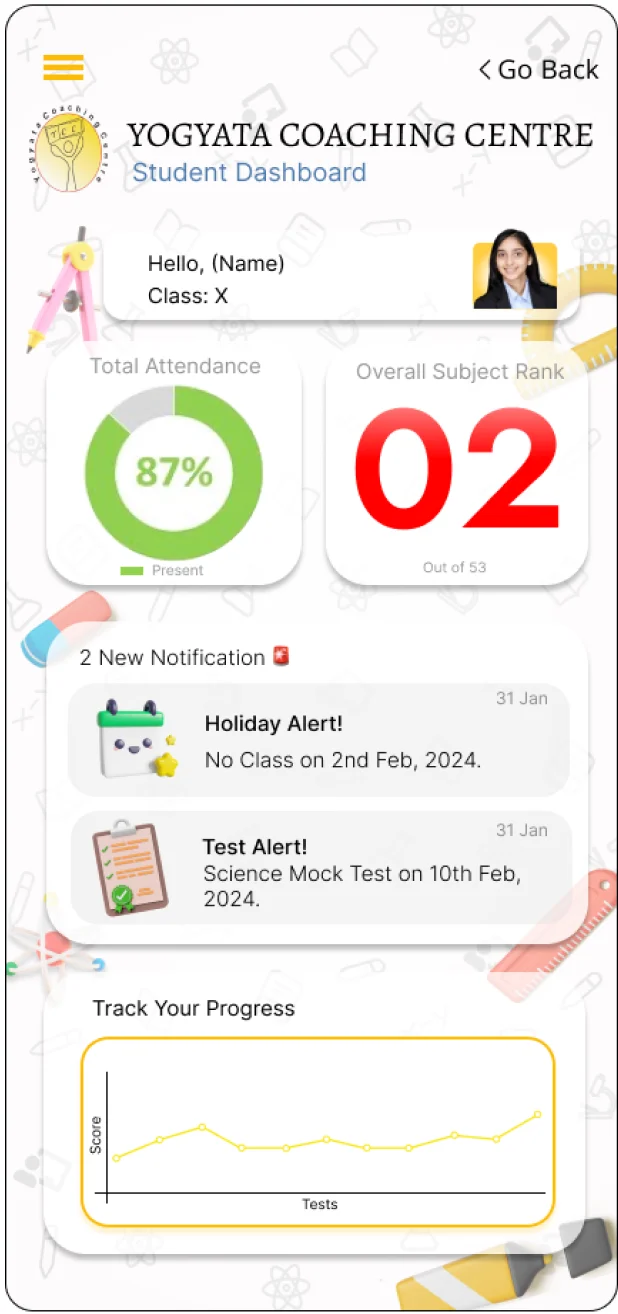 < Go Back
Yogyata Coaching Centre
YCC
YOGYATA COACHING CENTRE
Student Dashboard
Hello, (Name)
Class: X
Total Attendance
87%
Present
Overall Subject Rank
02
Out of 53
2 New Notification
31 Jan
Holiday Alert!
No Class on 2nd Feb, 2024.
31 Jan
Test Alert!
Science Mock Test on 10th Feb,
2024.
Track Your Progress
Score
Tests